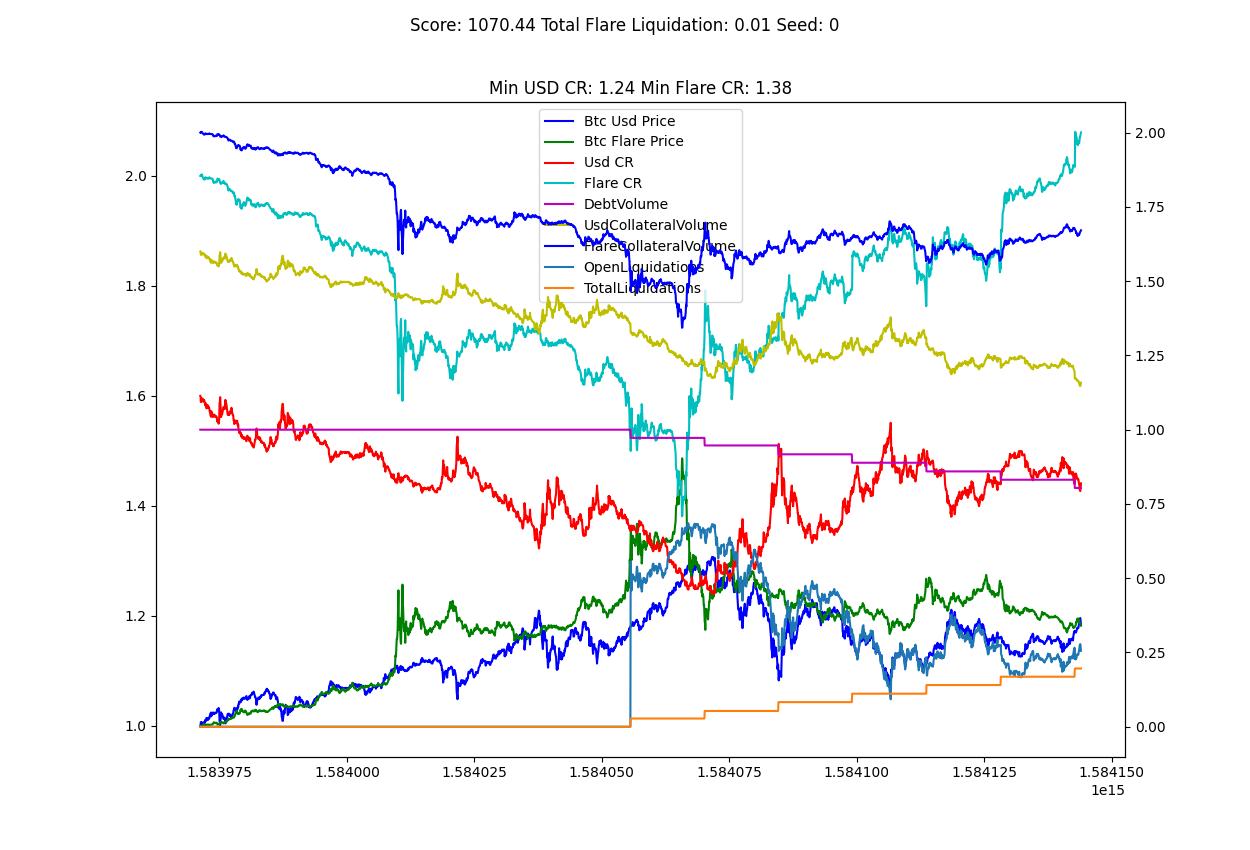 Score: 1070.44 Total Flare Liquidation: 0.01 Seed: 0
Min USD CR: 1.24 Min Flare CR: 1.38
Btc Usd Price
Btc Flare Price
Usd CR
Flare CR
DebtVolume
UsdCollateralVolume
FlareCollateralVolume
OpenLiquidations
TotalLiquidations
2.0
1.8
1.6
1.4
1.2
1.0
2.00
1.75
1.50
1.25
1.00
0.75
0.50
0.25
0.00
1.583975 1.584000 1.584025 1.584050 1.584075 1.584100 1.584125 1.584150
1e15